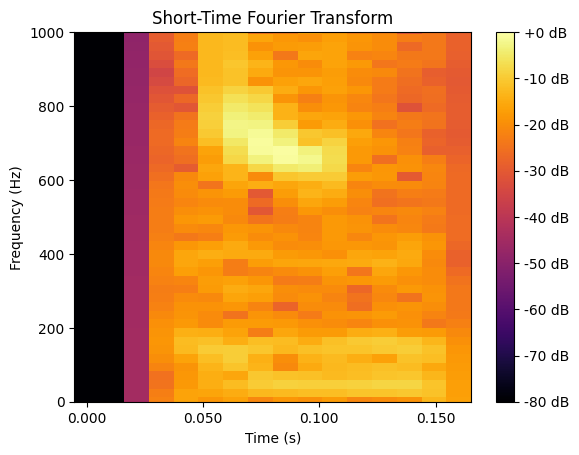 Short-Time Fourier Transform
Frequency (Hz)
1000
800
600
400
200
0
0.000
0.050
0.100
0.150
Time (s)
+0 dB
-10 dB
-20 dB
-30 dB
-40 dB
-50 dB
-60 dB
-70 dB
-80 dB